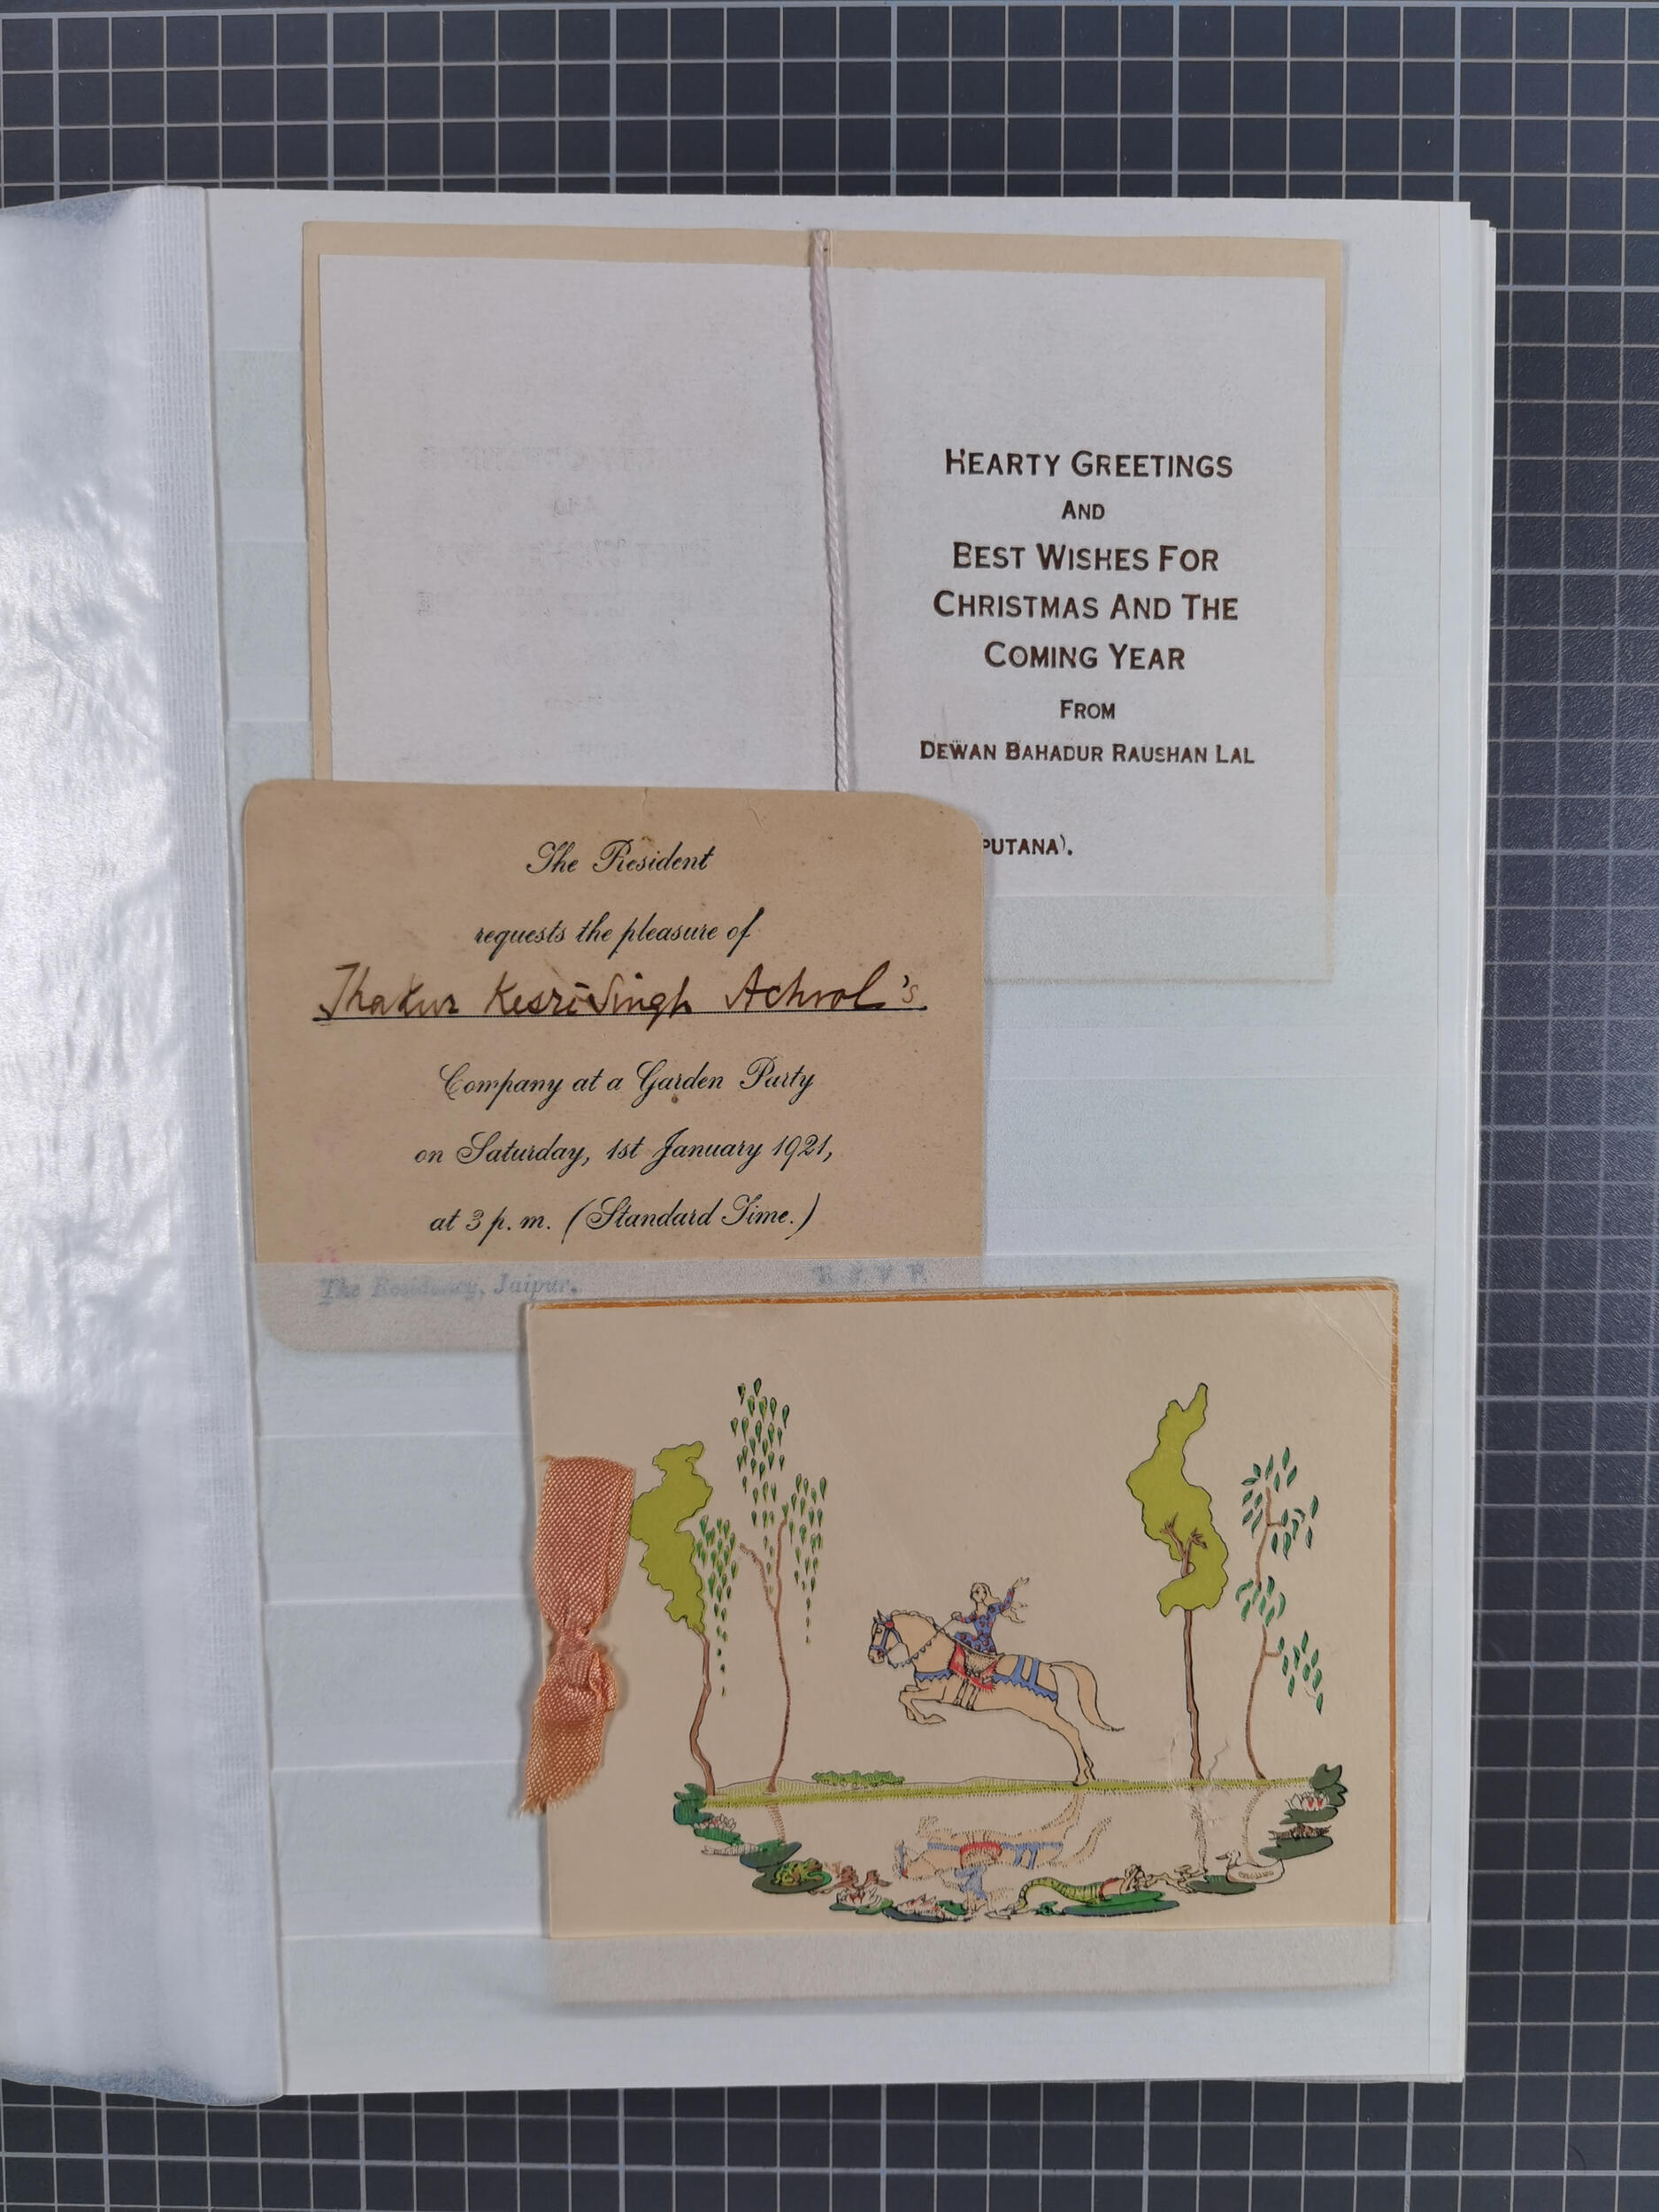 HEARTY GREETINGS
AND
BEST WISHES FOR
CHRISTMAS AND THE
COMING YEAR
FROM
DEWAN BAHADUR RAUSHAN LAL
PUTANA).
The Resident
requests the pleasure of
Thakur Kesri Singh Achrol's
Company at a Garden Party
on Saturday, 1st January 1921,
at 3 p. m. (Standard Time.)
The Residency, Jaipur.
R. S. V. P.